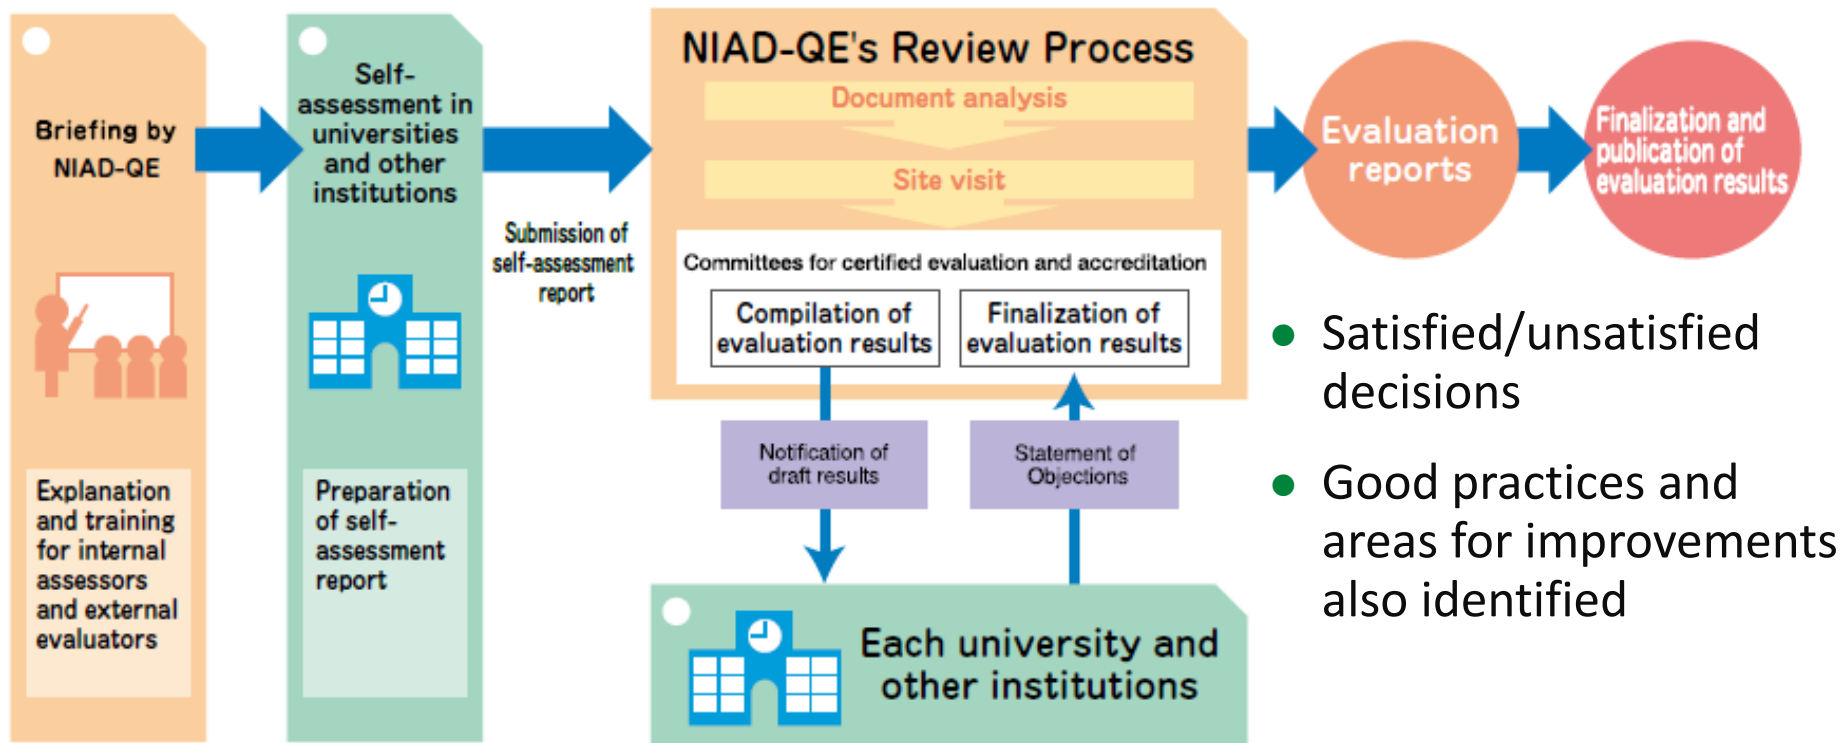 Briefing by
NIAD-QE
Explanation
and training
for internal
assessors
and external
evaluators
Self-
assessment in
universities
and other
institutions
Preparation
of self-
assessment
report
Submission of
self-assessment
report
NIAD-QE's Review Process
Document analysis
Site visit
Committees for certified evaluation and accreditation
Compilation of
evaluation results
Finalization of
evaluation results
Notification of
draft results
Statement of
Objections
Each university and
other institutions
Evaluation
reports
Finalization and
publication of
evaluation results
● Satisfied/unsatisfied
decisions
● Good practices and
areas for improvements
also identified